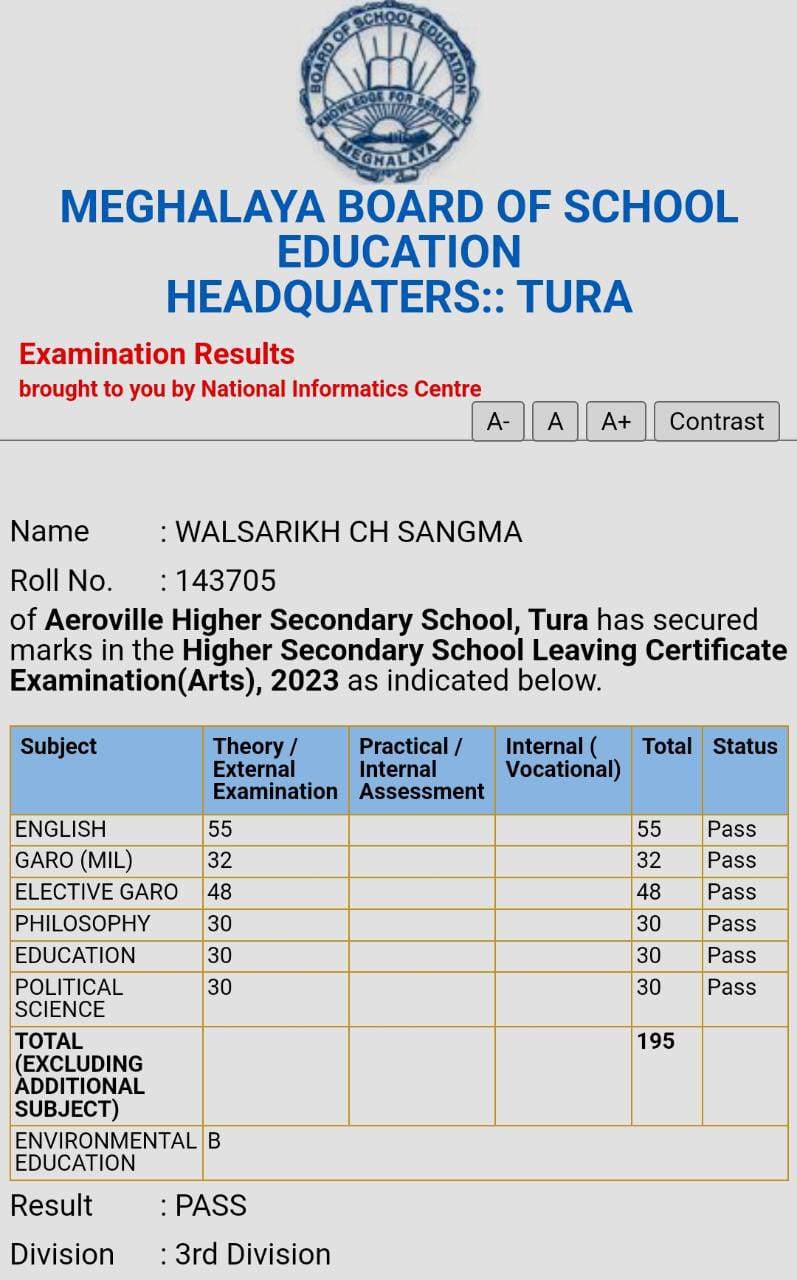 BOARD OF SCHOOL EDUCATION
KNOWLEDGE FOR SERVICE
MEGHALAYA
MEGHALAYA BOARD OF SCHOOL
EDUCATION
HEADQUATERS:: TURA
Examination Results
brought to you by National Informatics Centre
A- A A+ Contrast
Name : WALSARIKH CH SANGMA
Roll No. : 143705
of Aeroville Higher Secondary School, Tura has secured
marks in the Higher Secondary School Leaving Certificate
Examination(Arts), 2023 as indicated below.
Subject Theory / External Examination Practical / Internal Assessment Internal ( Vocational) Total Status
ENGLISH 55 55 Pass
GARO (MIL) 32 32 Pass
ELECTIVE GARO 48 48 Pass
PHILOSOPHY 30 30 Pass
EDUCATION 30 30 Pass
POLITICAL SCIENCE 30 30 Pass
TOTAL (EXCLUDING ADDITIONAL SUBJECT) 195
ENVIRONMENTAL EDUCATION B
Result : PASS
Division : 3rd Division